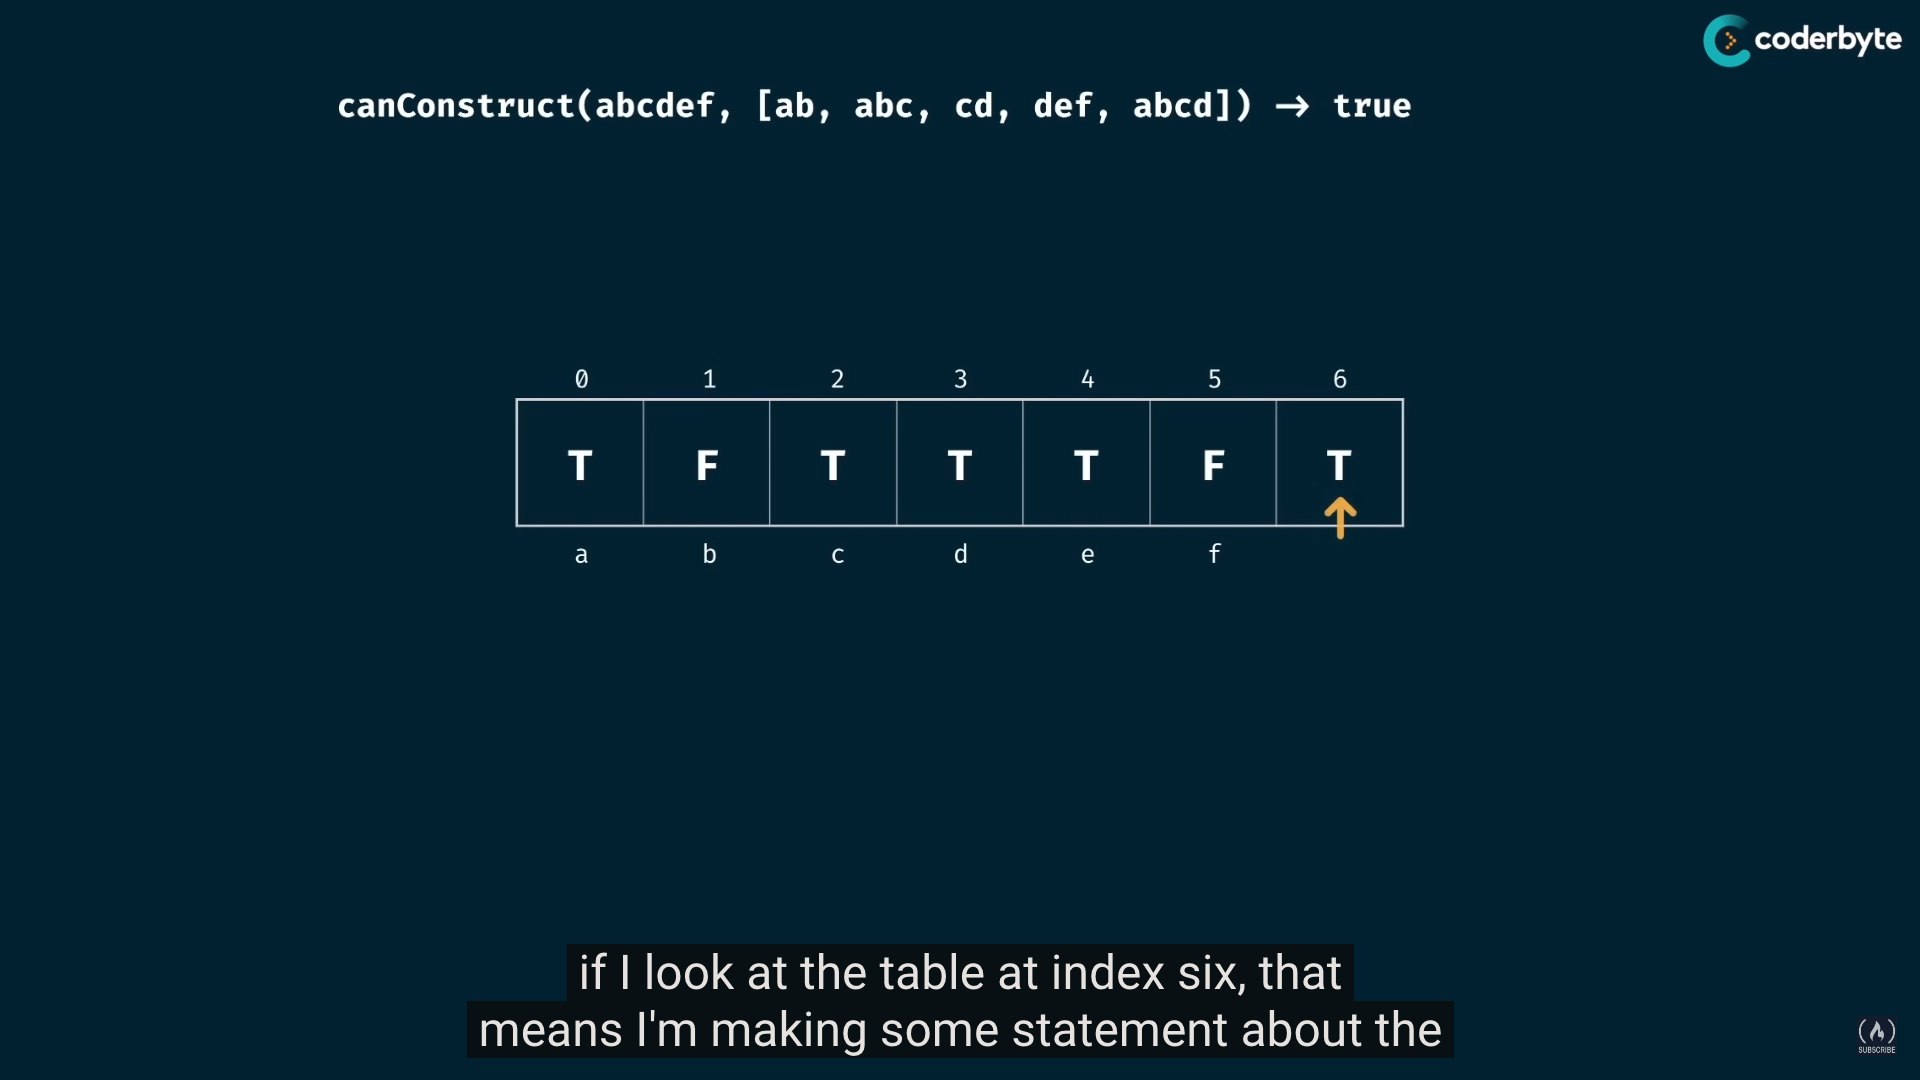 coderbyte
canConstruct(abcdef, [ab, abc, cd, def, abcd]) → true
0 1 2 3 4 5 6
T F T T T F T
a b c d e f
if I look at the table at index six, that
means I'm making some statement about the
SUBSCRIBE